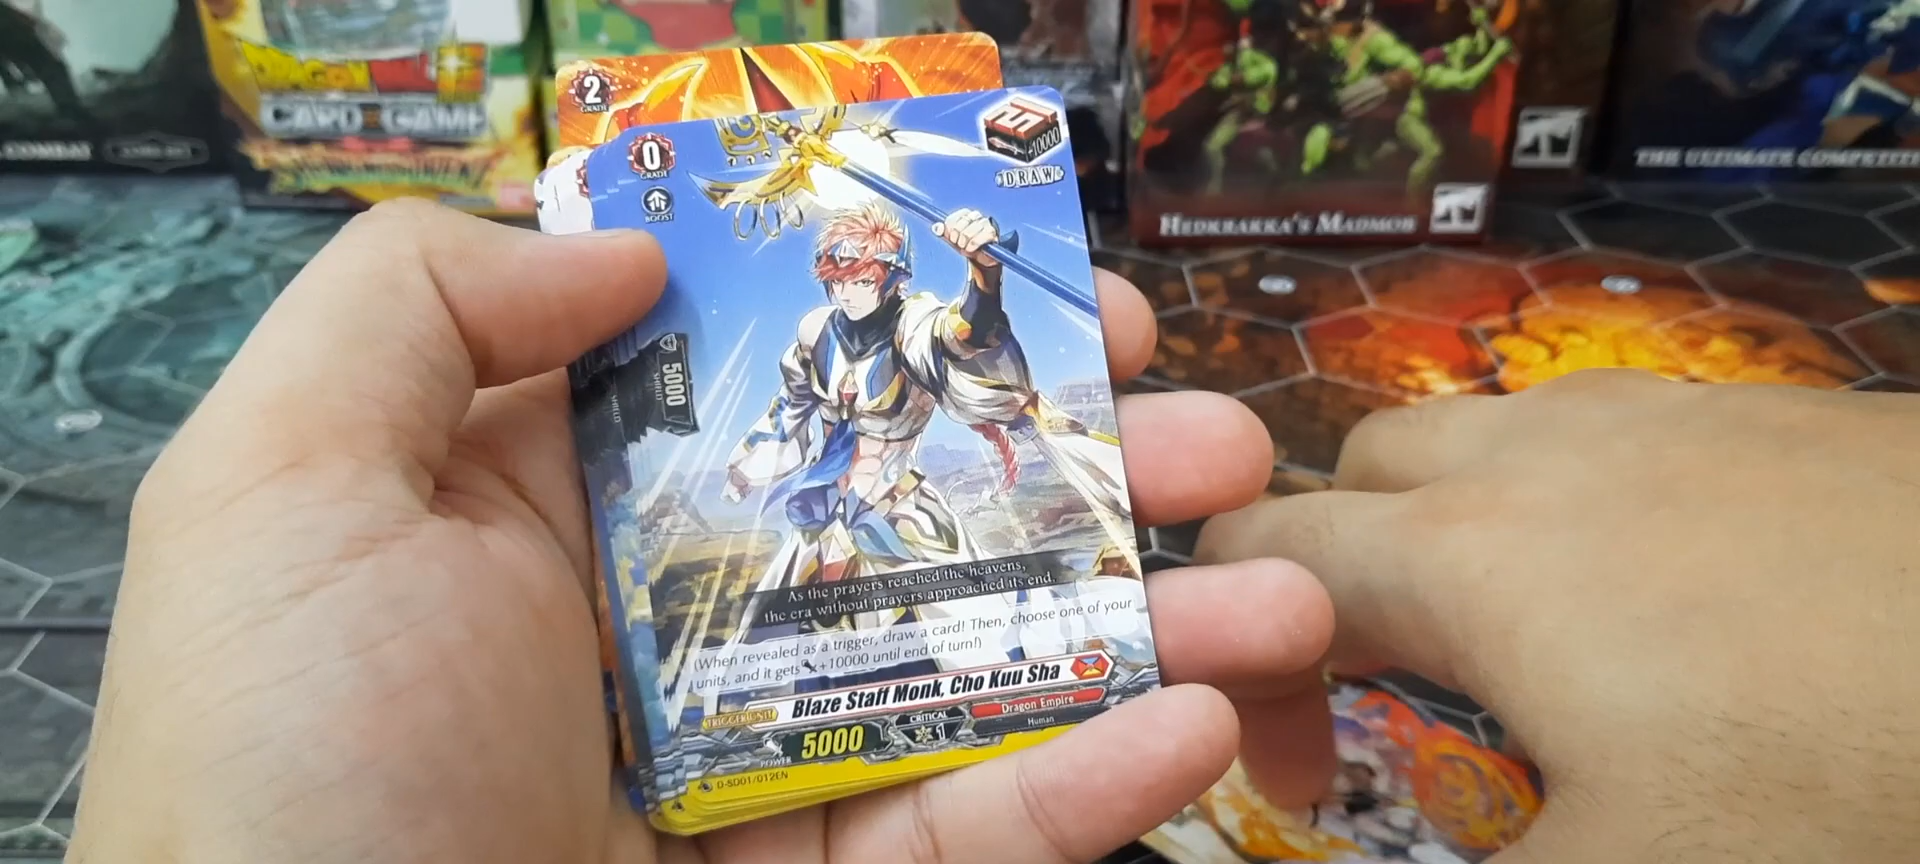 COMBAT
CARD GAME
HEDKRAKKA'S MADMOB
THE ULTIMATE COMPETITI
2
GRADE
0
GRADE
BOOST
+10000
DRAW
5000
SHIELD
SHIELD
As the prayers reached the heavens,
the era without prayers approached its end.
(When revealed as a trigger, draw a card! Then, choose one of your
units, and it gets +10000 until end of turn!)
TRIGGER UNIT
Blaze Staff Monk, Cho Kuu Sha
POWER
5000
CRITICAL
1
Dragon Empire
Human
D-SD01/012EN